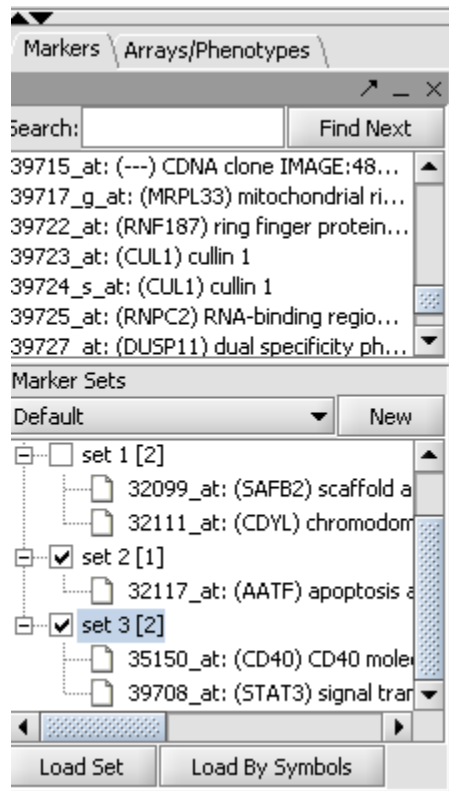 Markers Arrays/Phenotypes
Search: Find Next
39715_at: (---) CDNA clone IMAGE:48...
39717_g_at: (MRPL33) mitochondrial ri...
39722_at: (RNF187) ring finger protein...
39723_at: (CUL1) cullin 1
39724_s_at: (CUL1) cullin 1
39725_at: (RNPC2) RNA-binding regio...
39727_at: (DUSP11) dual specificity ph...
Marker Sets
Default New
set 1 [2]
32099_at: (SAFB2) scaffold a
32111_at: (CDYL) chromodom
set 2 [1]
32117_at: (AATF) apoptosis a
set 3 [2]
35150_at: (CD40) CD40 mole
39708_at: (STAT3) signal tran
Load Set Load By Symbols